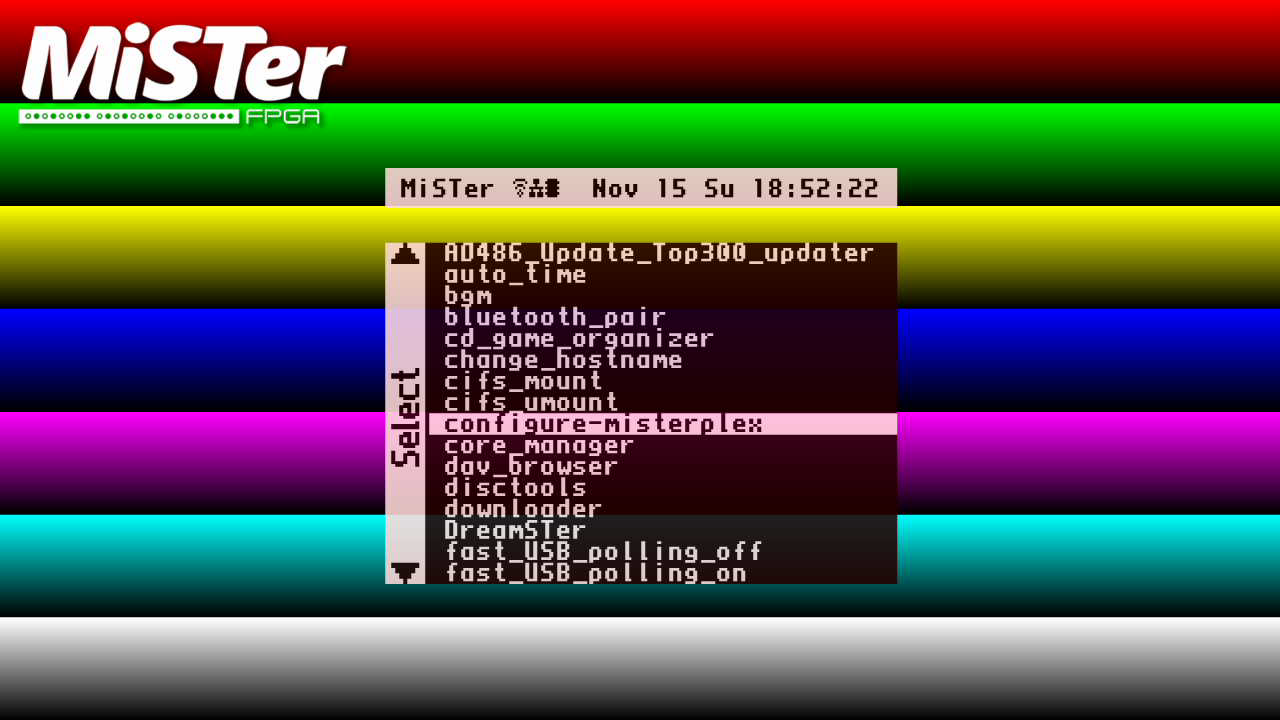 MiSTer
FPGA
MiSTer Nov 15 Su 18:52:22
Select
AO486_Update_Top300_updater
auto_time
bgm
bluetooth_pair
cd_game_organizer
change_hostname
cifs_mount
cifs_umount
configure-misterplex
core_manager
dav_browser
disctools
downloader
DreamSTer
fast_USB_polling_off
fast_USB_polling_on